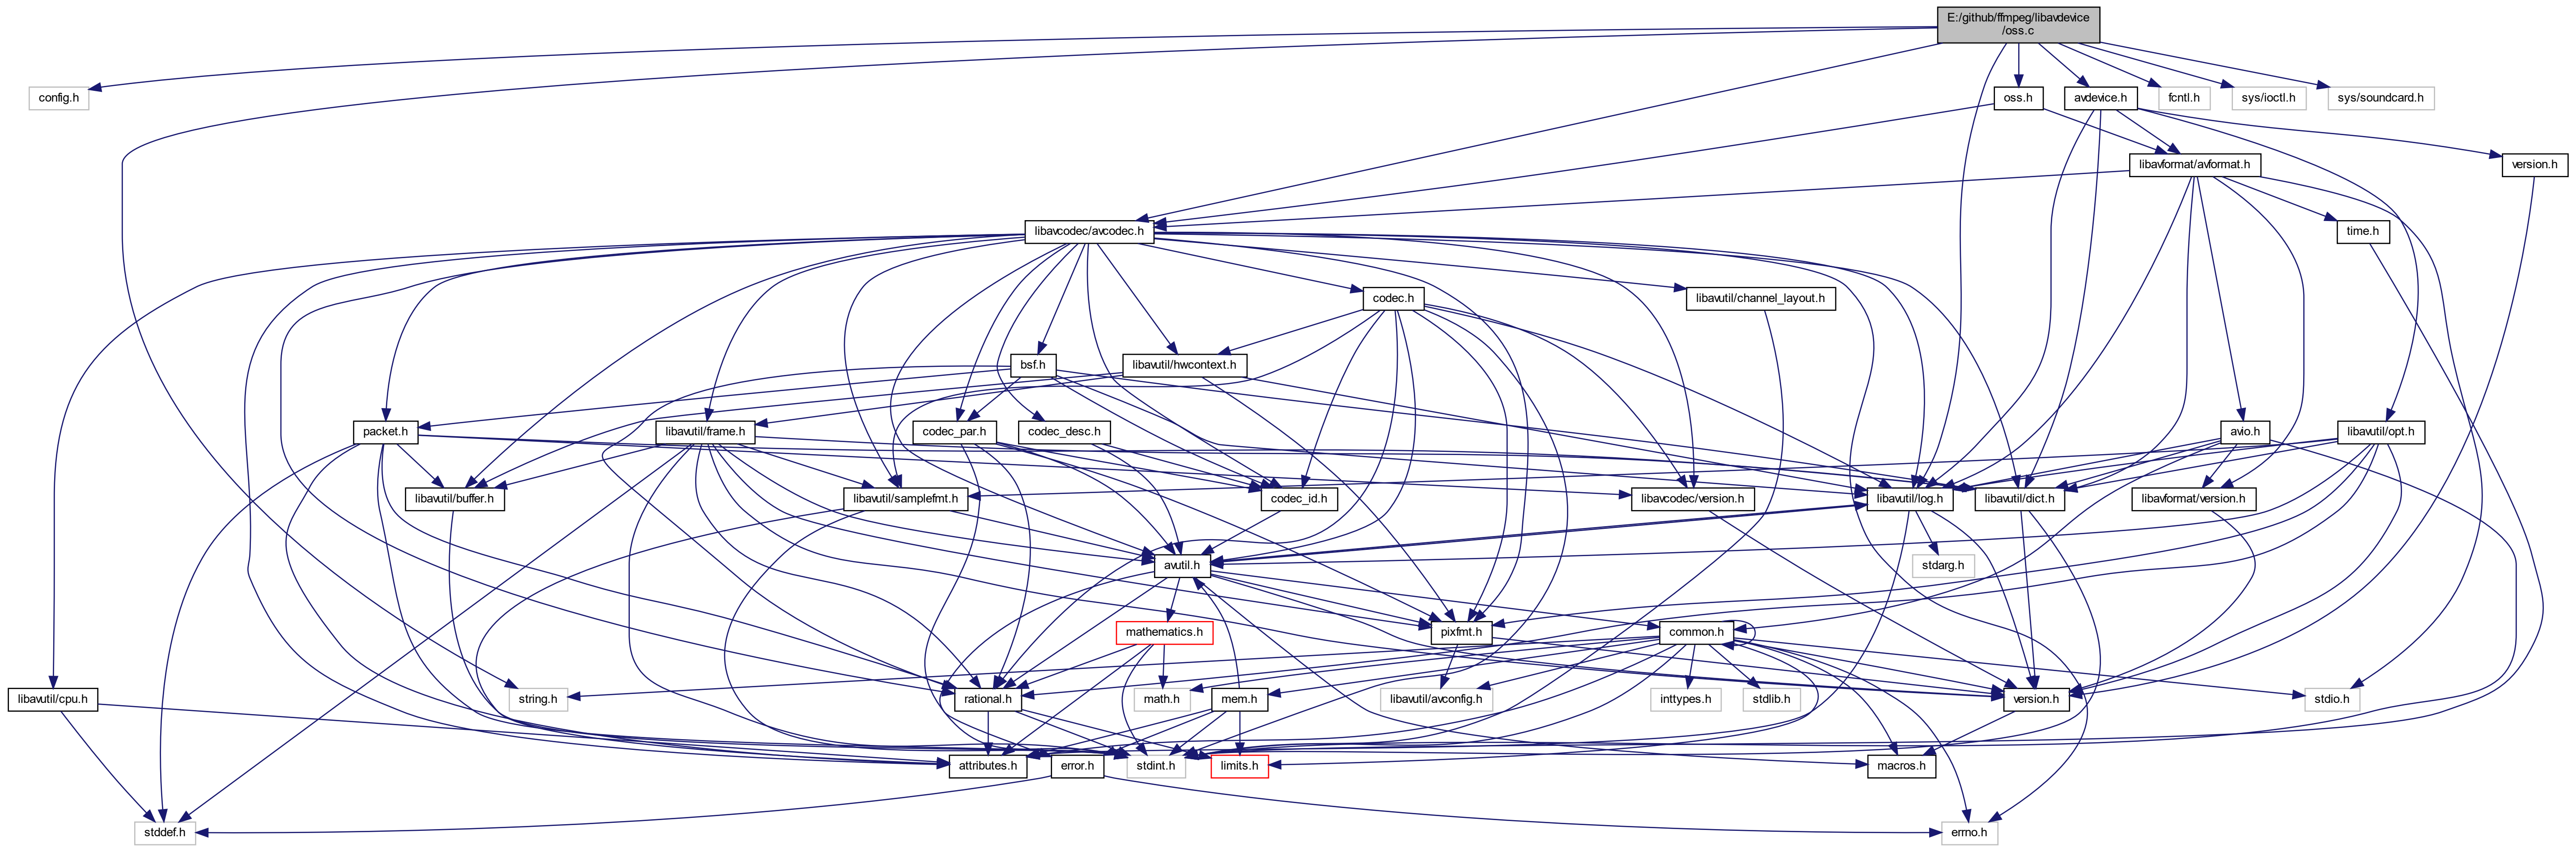 E:/github/ffmpeg/libavdevice
/oss.c
config.h
oss.h
avdevice.h
fcntl.h
sys/ioctl.h
sys/soundcard.h
libavformat/avformat.h
version.h
libavcodec/avcodec.h
time.h
codec.h
libavutil/channel_layout.h
bsf.h
libavutil/hwcontext.h
packet.h
libavutil/frame.h
codec_par.h
codec_desc.h
avio.h
libavutil/opt.h
libavutil/buffer.h
libavutil/samplefmt.h
codec_id.h
libavcodec/version.h
libavutil/log.h
libavutil/dict.h
libavformat/version.h
avutil.h
stdarg.h
mathematics.h
pixfmt.h
common.h
libavutil/cpu.h
string.h
rational.h
math.h
mem.h
libavutil/avconfig.h
inttypes.h
stdlib.h
version.h
stdio.h
attributes.h
error.h
stdint.h
limits.h
macros.h
stddef.h
errno.h